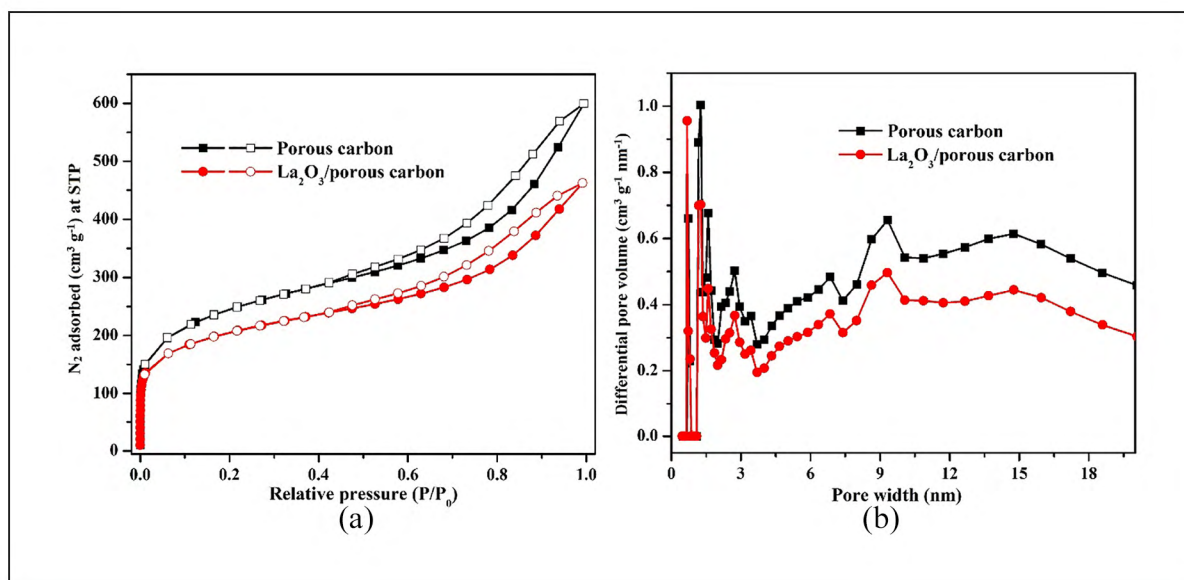 600
500
400
300
200
100
0
N₂ adsorbed (cm³ g⁻¹) at STP
Porous carbon
La₂O₃/porous carbon
0.0 0.2 0.4 0.6 0.8 1.0
Relative pressure (P/P₀)
(a)
1.0
0.8
0.6
0.4
0.2
0.0
Differential pore volume (cm³ g⁻¹ nm⁻¹)
Porous carbon
La₂O₃/porous carbon
0 3 6 9 12 15 18
Pore width (nm)
(b)